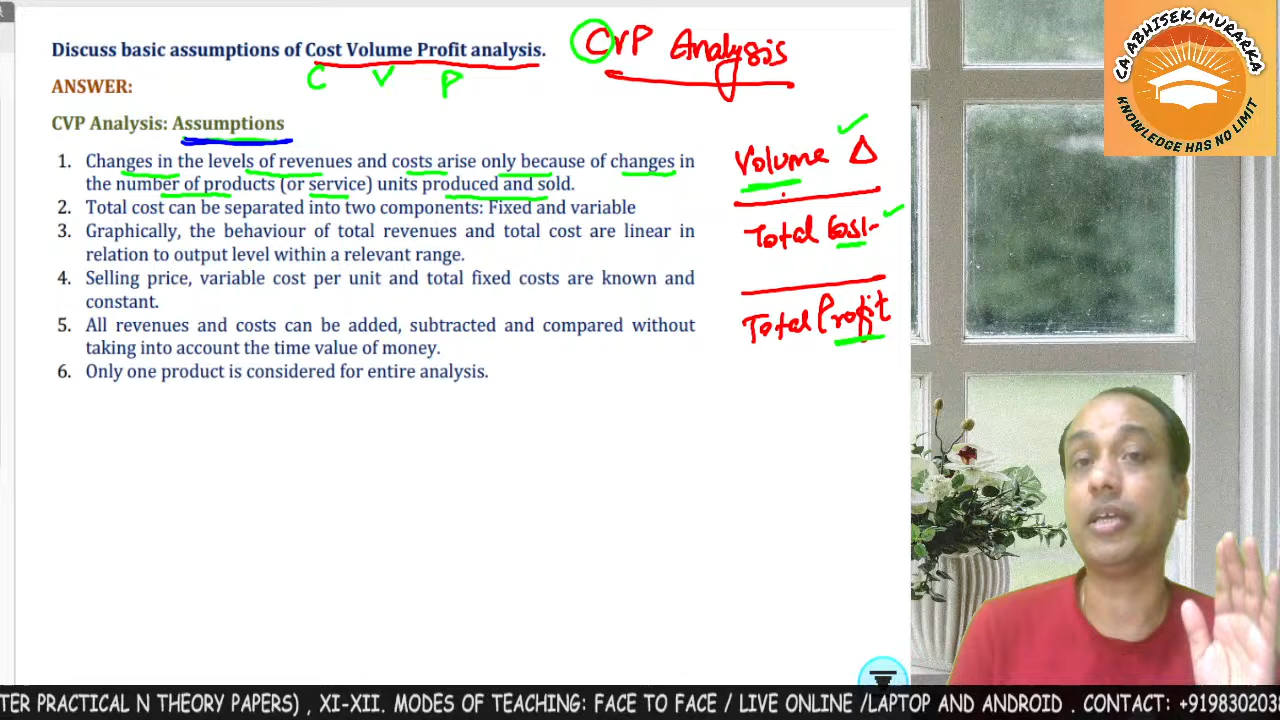 Discuss basic assumptions of Cost Volume Profit analysis.
CVP Analysis
C V P
ANSWER:
CVP Analysis: Assumptions
1. Changes in the levels of revenues and costs arise only because of changes in
the number of products (or service) units produced and sold.
2. Total cost can be separated into two components: Fixed and variable
3. Graphically, the behaviour of total revenues and total cost are linear in
relation to output level within a relevant range.
4. Selling price, variable cost per unit and total fixed costs are known and
constant.
5. All revenues and costs can be added, subtracted and compared without
taking into account the time value of money.
6. Only one product is considered for entire analysis.
Volume Δ
Total Cost
Total Profit
CA ABHISEK MURARKA
KNOWLEDGE HAS NO LIMIT
TER PRACTICAL N THEORY PAPERS) , XI-XII. MODES OF TEACHING: FACE TO FACE / LIVE ONLINE /LAPTOP AND ANDROID . CONTACT: +919830203